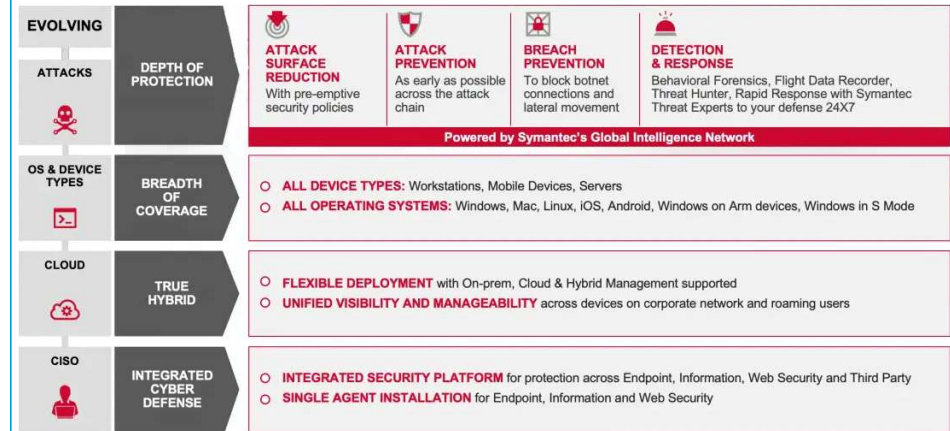 EVOLVING
ATTACKS
DEPTH OF
PROTECTION
ATTACK
SURFACE
REDUCTION
With pre-emptive
security policies
ATTACK
PREVENTION
As early as possible
across the attack
chain
BREACH
PREVENTION
To block botnet
connections and
lateral movement
DETECTION
& RESPONSE
Behavioral Forensics, Flight Data Recorder,
Threat Hunter, Rapid Response with Symantec
Threat Experts to your defense 24X7
Powered by Symantec's Global Intelligence Network
OS & DEVICE
TYPES
>_
BREADTH
OF
COVERAGE
ALL DEVICE TYPES: Workstations, Mobile Devices, Servers
ALL OPERATING SYSTEMS: Windows, Mac, Linux, iOS, Android, Windows on Arm devices, Windows in S Mode
CLOUD
TRUE
HYBRID
FLEXIBLE DEPLOYMENT with On-prem, Cloud & Hybrid Management supported
UNIFIED VISIBILITY AND MANAGEABILITY across devices on corporate network and roaming users
CISO
INTEGRATED
CYBER
DEFENSE
INTEGRATED SECURITY PLATFORM for protection across Endpoint, Information, Web Security and Third Party
SINGLE AGENT INSTALLATION for Endpoint, Information and Web Security